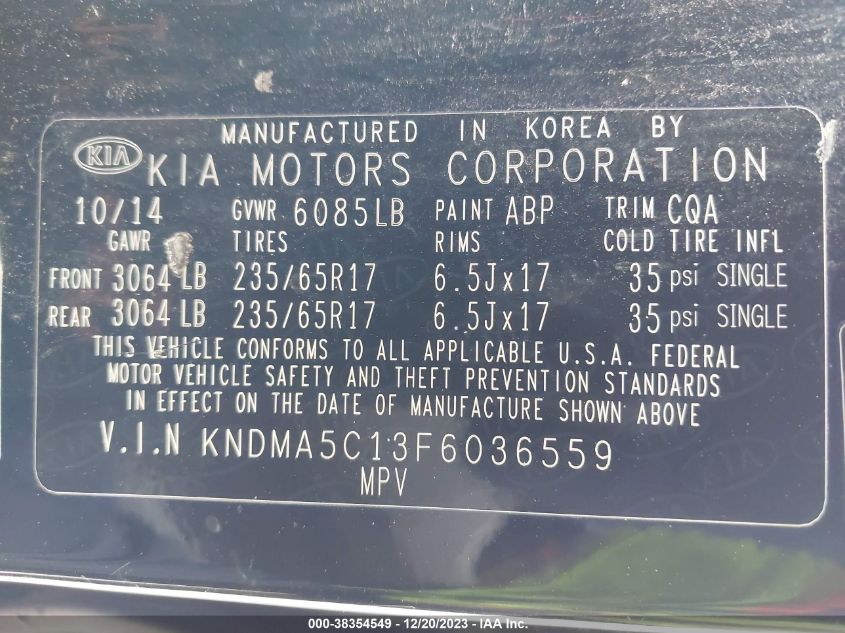 MANUFACTURED IN KOREA BY
KIA KIA MOTORS CORPORATION
10/14 GVWR 6085LB PAINT ABP TRIM CQA
GAWR TIRES RIMS COLD TIRE INFL
FRONT 3064 LB 235/65R17 6.5Jx17 35 psi SINGLE
REAR 3064 LB 235/65R17 6.5Jx17 35 psi SINGLE
THIS VEHICLE CONFORMS TO ALL APPLICABLE U.S.A. FEDERAL
MOTOR VEHICLE SAFETY AND THEFT PREVENTION STANDARDS
IN EFFECT ON THE DATE OF MANUFACTURE SHOWN ABOVE
V.I.N KNDMA5C13F6036559
MPV
000-38354549 - 12/20/2023 - IAA Inc.